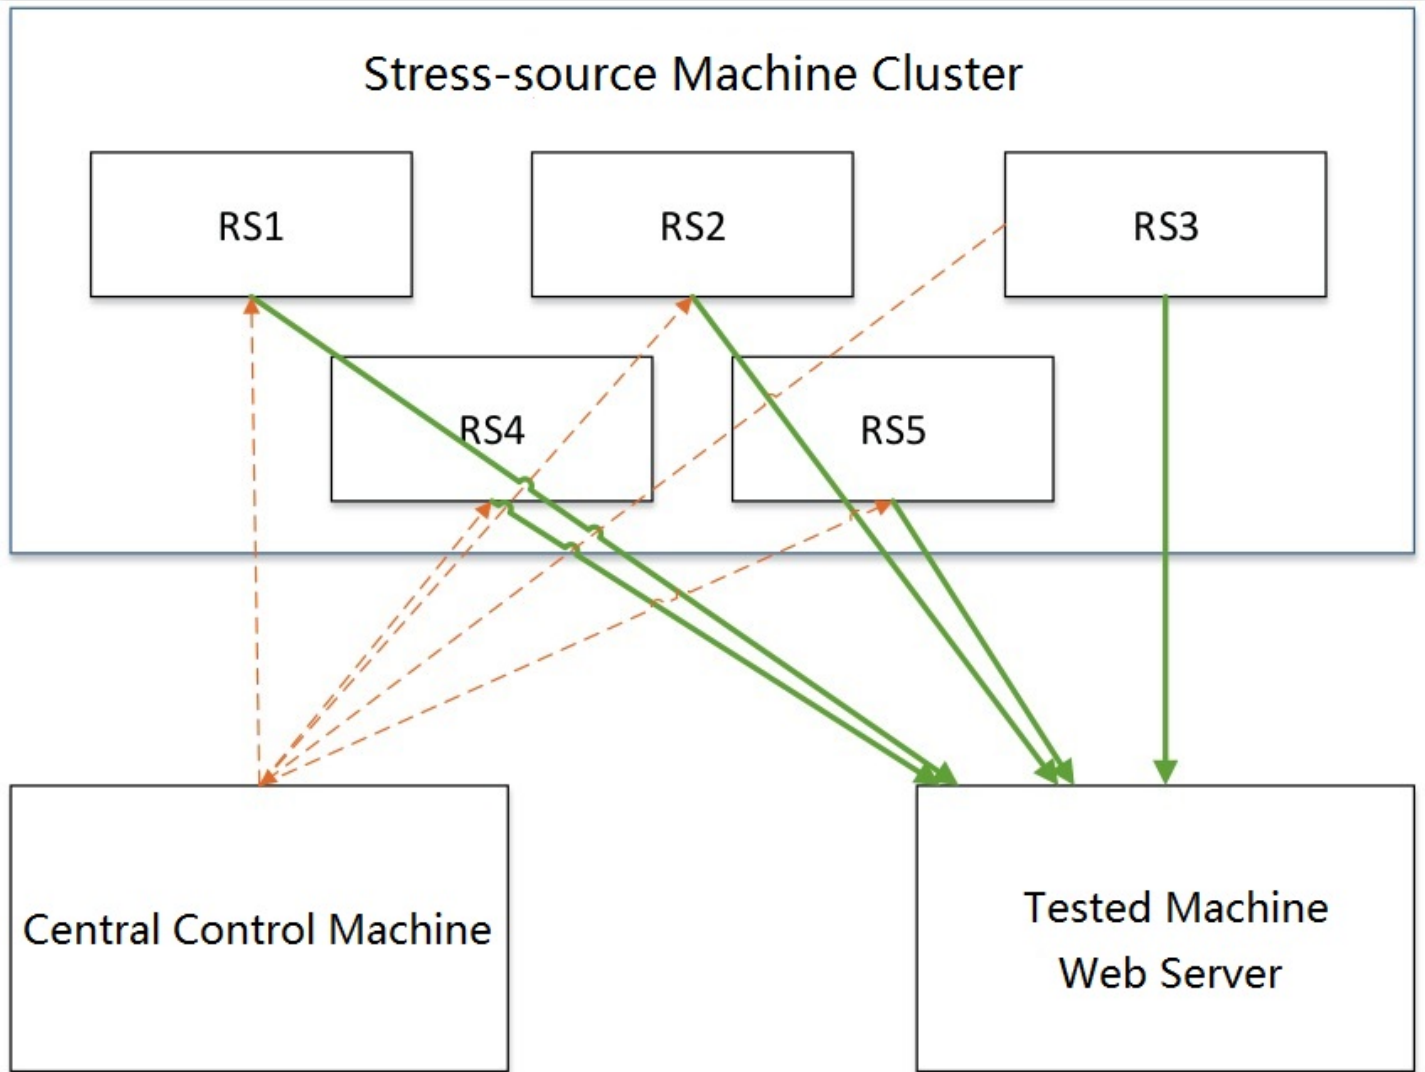 Stress-source Machine Cluster
RS1
RS2
RS3
RS4
RS5
Central Control Machine
Tested Machine
Web Server